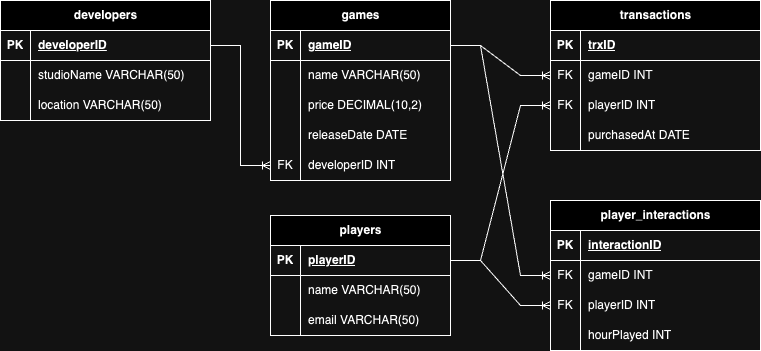 developers
PK developerID
studioName VARCHAR(50)
location VARCHAR(50)
games
PK gameID
name VARCHAR(50)
price DECIMAL(10,2)
releaseDate DATE
FK developerID INT
players
PK playerID
name VARCHAR(50)
email VARCHAR(50)
transactions
PK trxID
FK gameID INT
FK playerID INT
purchasedAt DATE
player_interactions
PK interactionID
FK gameID INT
FK playerID INT
hourPlayed INT